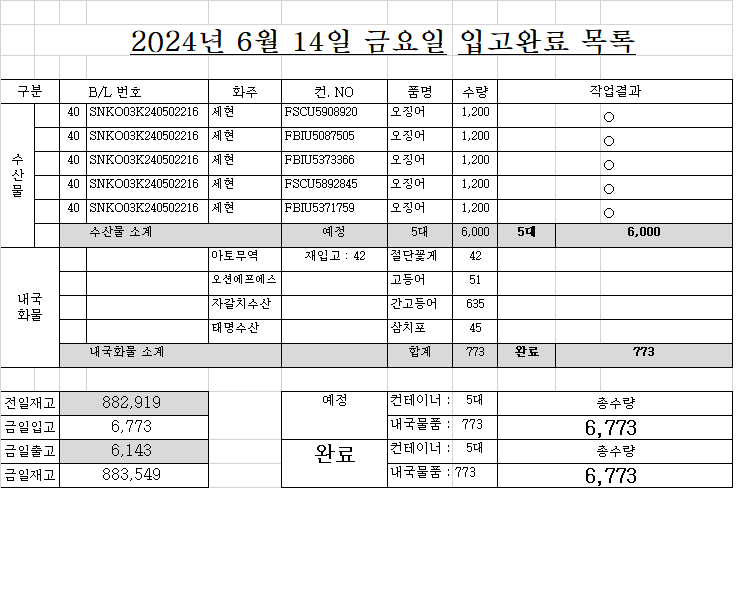 2024년 6월 14일 금요일 입고완료 목록
구분 B/L 번호 화주 컨. NO 품명 수량 작업결과
수산물
40 SNKO03K240502216 세현 FSCU5908920 오징어 1,200 ○
40 SNKO03K240502216 세현 FBIU5087505 오징어 1,200 ○
40 SNKO03K240502216 세현 FBIU5373366 오징어 1,200 ○
40 SNKO03K240502216 세현 FSCU5892845 오징어 1,200 ○
40 SNKO03K240502216 세현 FBIU5371759 오징어 1,200 ○
수산물 소계 예정 5대 6,000 5대 6,000
내국화물
아토무역 재입고 : 42 절단꽃게 42
오션에프에스 고등어 51
자갈치수산 간고등어 635
태명수산 삼치포 45
내국화물 소계 합계 773 완료 773
전일재고 882,919 예정 컨테이너 : 5대 총수량
금일입고 6,773 내국물품 : 773 6,773
금일출고 6,143 완료 컨테이너 : 5대 총수량
금일재고 883,549 내국물품 : 773 6,773